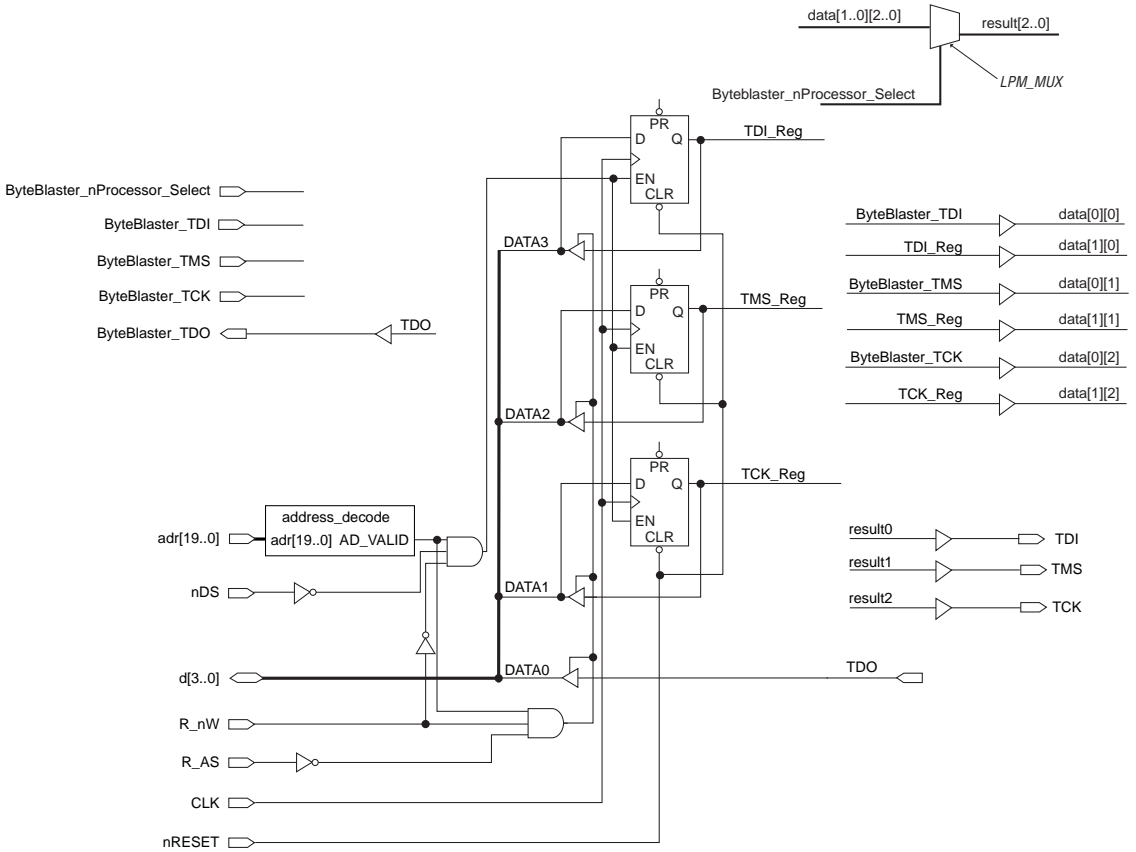 data[1..0][2..0]
result[2..0]
LPM_MUX
Byteblaster_nProcessor_Select
PR
D
Q
EN
CLR
TDI_Reg
ByteBlaster_nProcessor_Select
ByteBlaster_TDI
ByteBlaster_TMS
ByteBlaster_TCK
ByteBlaster_TDO
TDO
DATA3
PR
D
Q
EN
CLR
TMS_Reg
DATA2
PR
D
Q
EN
CLR
TCK_Reg
ByteBlaster_TDI
data[0][0]
TDI_Reg
data[1][0]
ByteBlaster_TMS
data[0][1]
TMS_Reg
data[1][1]
ByteBlaster_TCK
data[0][2]
TCK_Reg
data[1][2]
adr[19..0]
address_decode
adr[19..0] AD_VALID
nDS
DATA1
result0
TDI
result1
TMS
result2
TCK
d[3..0]
DATA0
TDO
R_nW
R_AS
CLK
nRESET